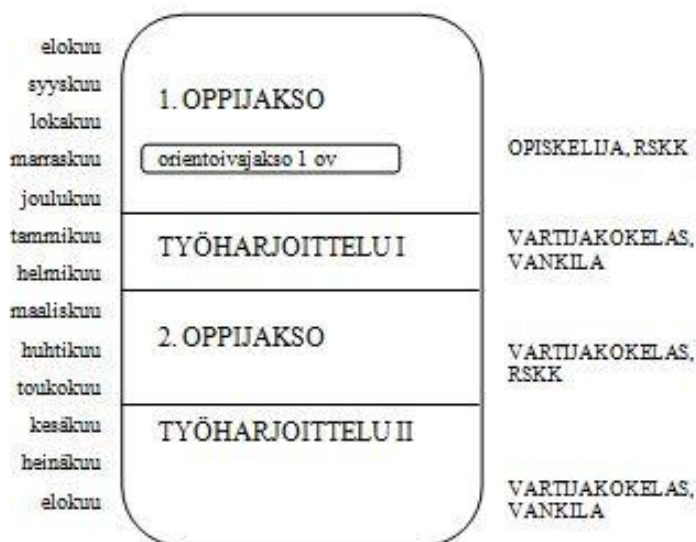 elokuu
syyskuu
lokakuu
marraskuu
joulukuu
tammikuu
helmikuu
maaliskuu
huhtikuu
toukokuu
kesäkuu
heinäkuu
elokuu
1. OPPIJAKSO
orientoivajakso 1 ov
TYÖHARJOITTELU I
2. OPPIJAKSO
TYÖHARJOITTELU II
OPISKELIJA, RSKK
VARTIJAKOKELAS,
VANKILA
VARTIJAKOKELAS,
RSKK
VARTIJAKOKELAS,
VANKILA